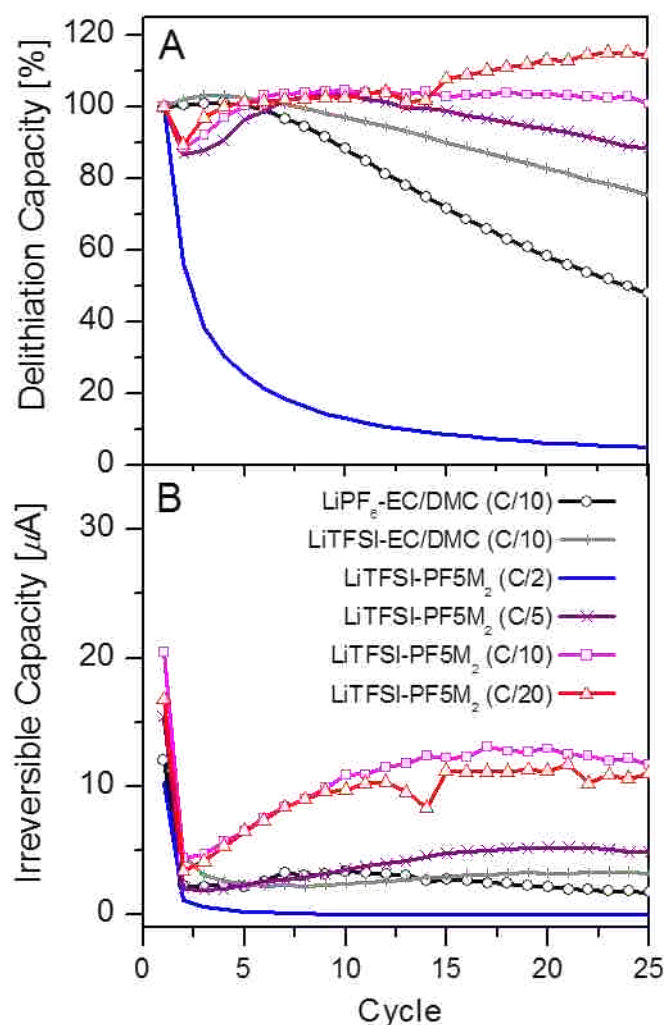 A
Delithiation Capacity [%]
120
100
80
60
40
20
0
B
Irreversible Capacity [µA]
30
20
10
0
LiPF₆-EC/DMC (C/10)
LiTFSI-EC/DMC (C/10)
LiTFSI-PF5M₂ (C/2)
LiTFSI-PF5M₂ (C/5)
LiTFSI-PF5M₂ (C/10)
LiTFSI-PF5M₂ (C/20)
0 5 10 15 20 25
Cycle